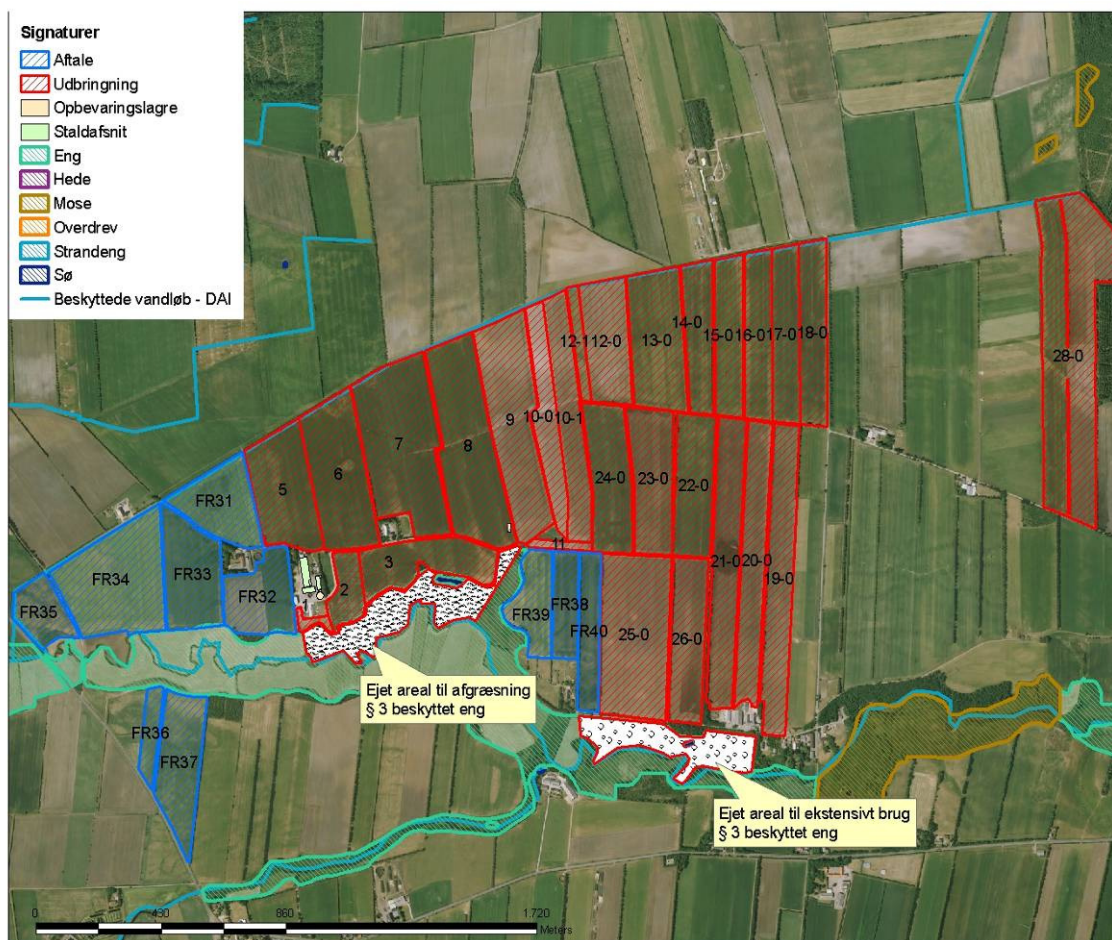 Signaturer
Aftale
Udbringning
Opbevaringslagre
Staldafsnit
Eng
Hede
Mose
Overdrev
Strandeng
Sø
Beskyttede vandløb - DAI
12-1
12-0
13-0
14-0
15-0
16-0
17-0
18-0
28-0
9
10-0
10-1
7
8
6
5
24-0
23-0
22-0
FR31
FR34
FR33
FR32
FR35
11
3
2
21-0
20-0
19-0
FR39
FR38
FR40
25-0
26-0
FR36
FR37
Ejet areal til afgræsning
§ 3 beskyttet eng
Ejet areal til ekstensivt brug
§ 3 beskyttet eng
0
430
860
1.720
Meters